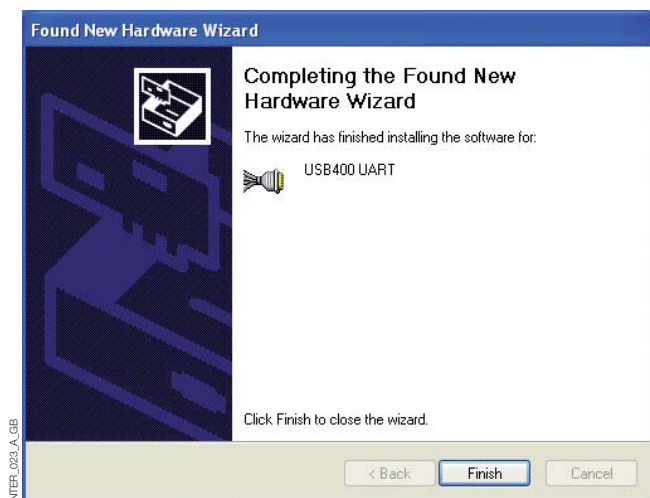 Found New Hardware Wizard
Completing the Found New
Hardware Wizard
The wizard has finished installing the software for:
USB400 UART
Click Finish to close the wizard.
< Back
Finish
Cancel
NTER_023_A_GB